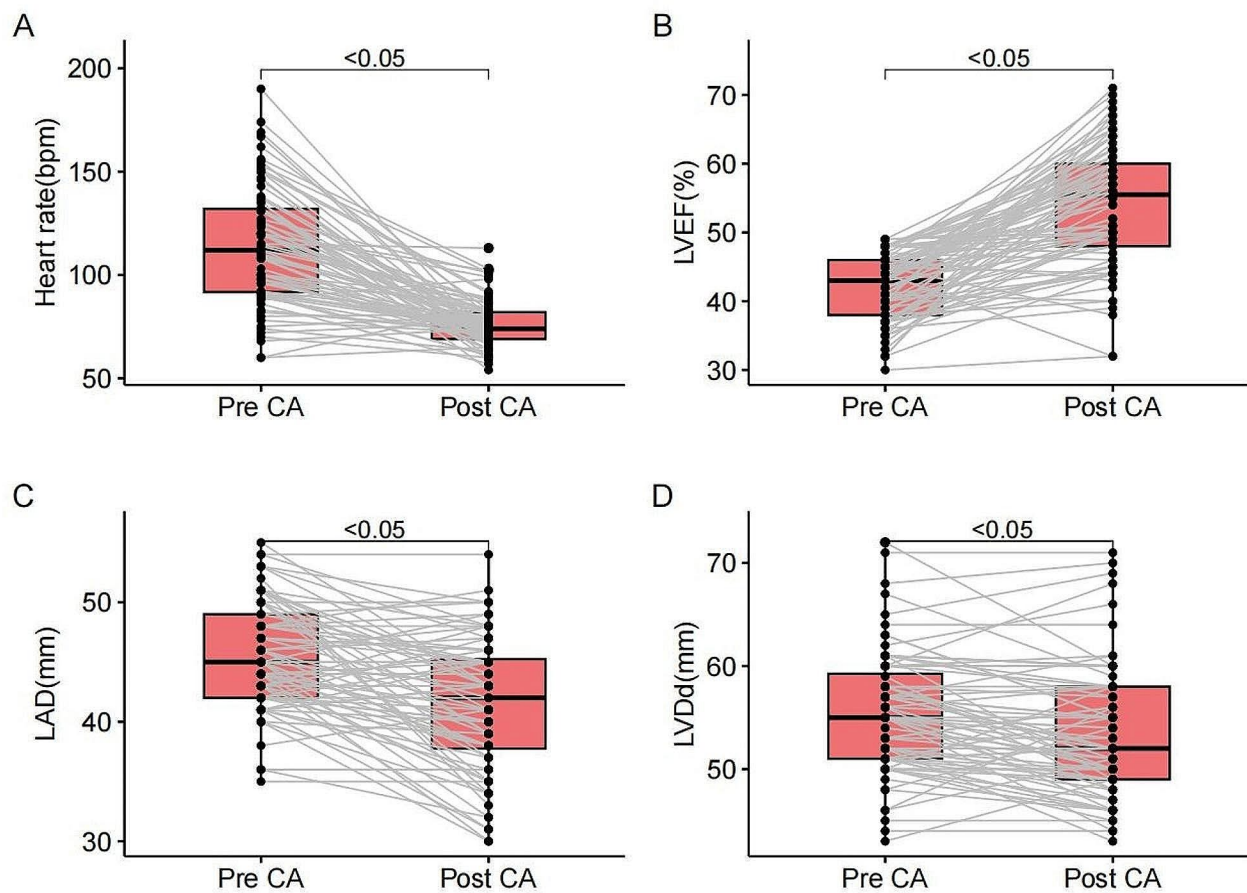 A
<0.05
200
150
100
50
Heart rate(bpm)
Pre CA
Post CA
B
<0.05
70
60
50
40
30
LVEF(%)
Pre CA
Post CA
C
<0.05
50
40
30
LAD(mm)
Pre CA
Post CA
D
<0.05
70
60
50
LVDd(mm)
Pre CA
Post CA